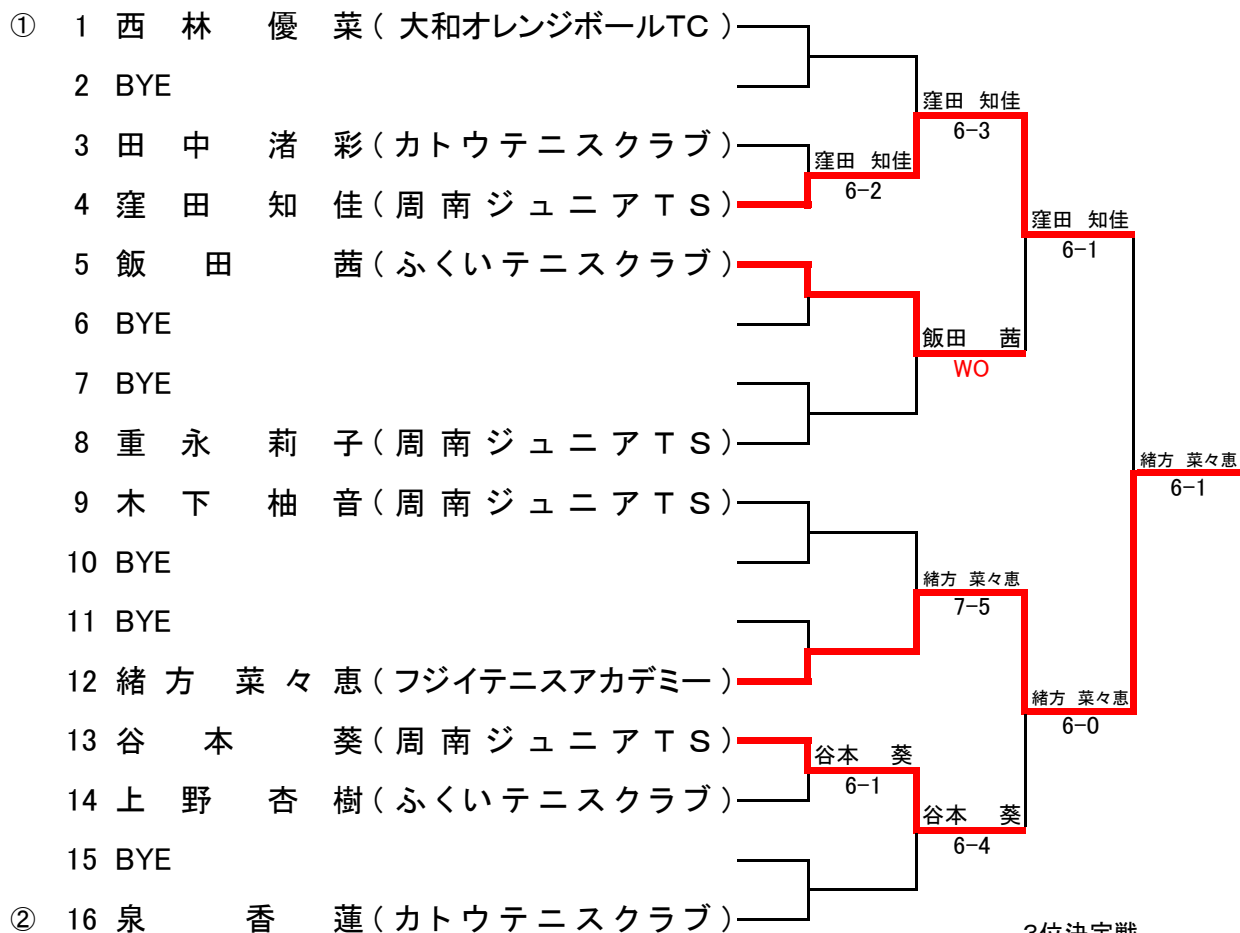 ① 1 西 林 優 菜 ( 大和オレンジボールTC )
2 BYE
窪田 知佳
6-3
3 田 中 渚 彩 ( カトウテニスクラブ )
窪田 知佳
6-2
4 窪 田 知 佳 ( 周南ジュニアTS )
窪田 知佳
6-1
5 飯 田 茜 ( ふくいテニスクラブ )
6 BYE
飯田 茜
WO
7 BYE
8 重 永 莉 子 ( 周南ジュニアTS )
緒方 菜々恵
6-1
9 木 下 柚 音 ( 周南ジュニアTS )
10 BYE
緒方 菜々恵
7-5
11 BYE
12 緒 方 菜 々 恵 ( フジイテニスアカデミー )
緒方 菜々恵
6-0
13 谷 本 葵 ( 周南ジュニアTS )
谷本 葵
6-1
14 上 野 杏 樹 ( ふくいテニスクラブ )
谷本 葵
6-4
15 BYE
② 16 泉 香 蓮 ( カトウテニスクラブ )
3位決定戦